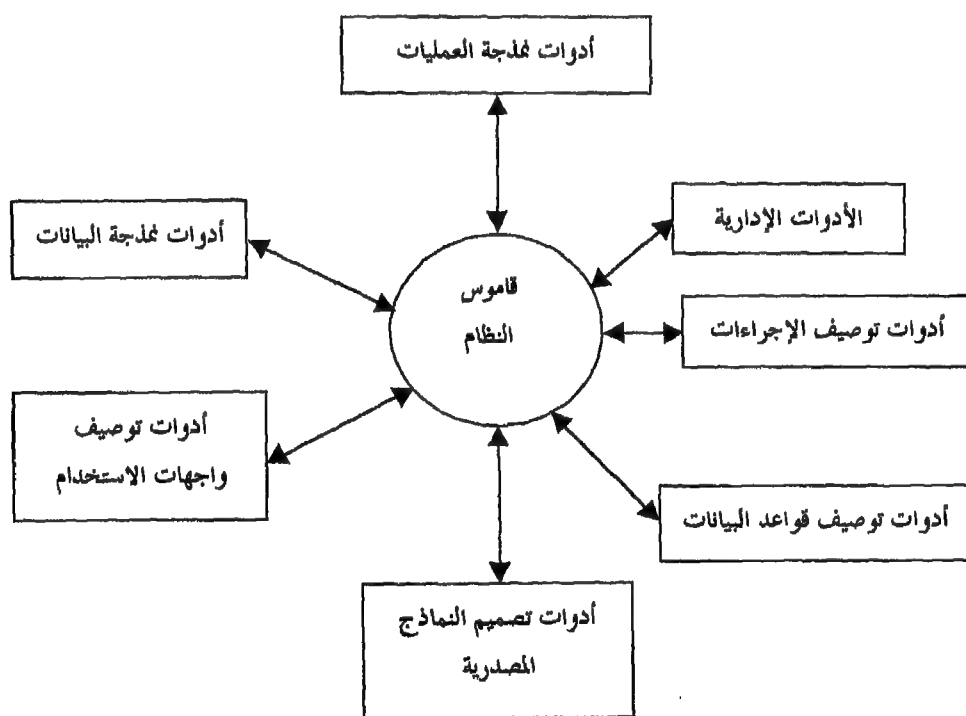 أدوات نمذجة العمليات
الأدوات الإدارية
أدوات نمذجة البيانات
قاموس
النظام
أدوات توصيف الإجراءات
أدوات توصيف
واجهات الاستخدام
أدوات توصيف قواعد البيانات
أدوات تصميم النماذج
المصدرية